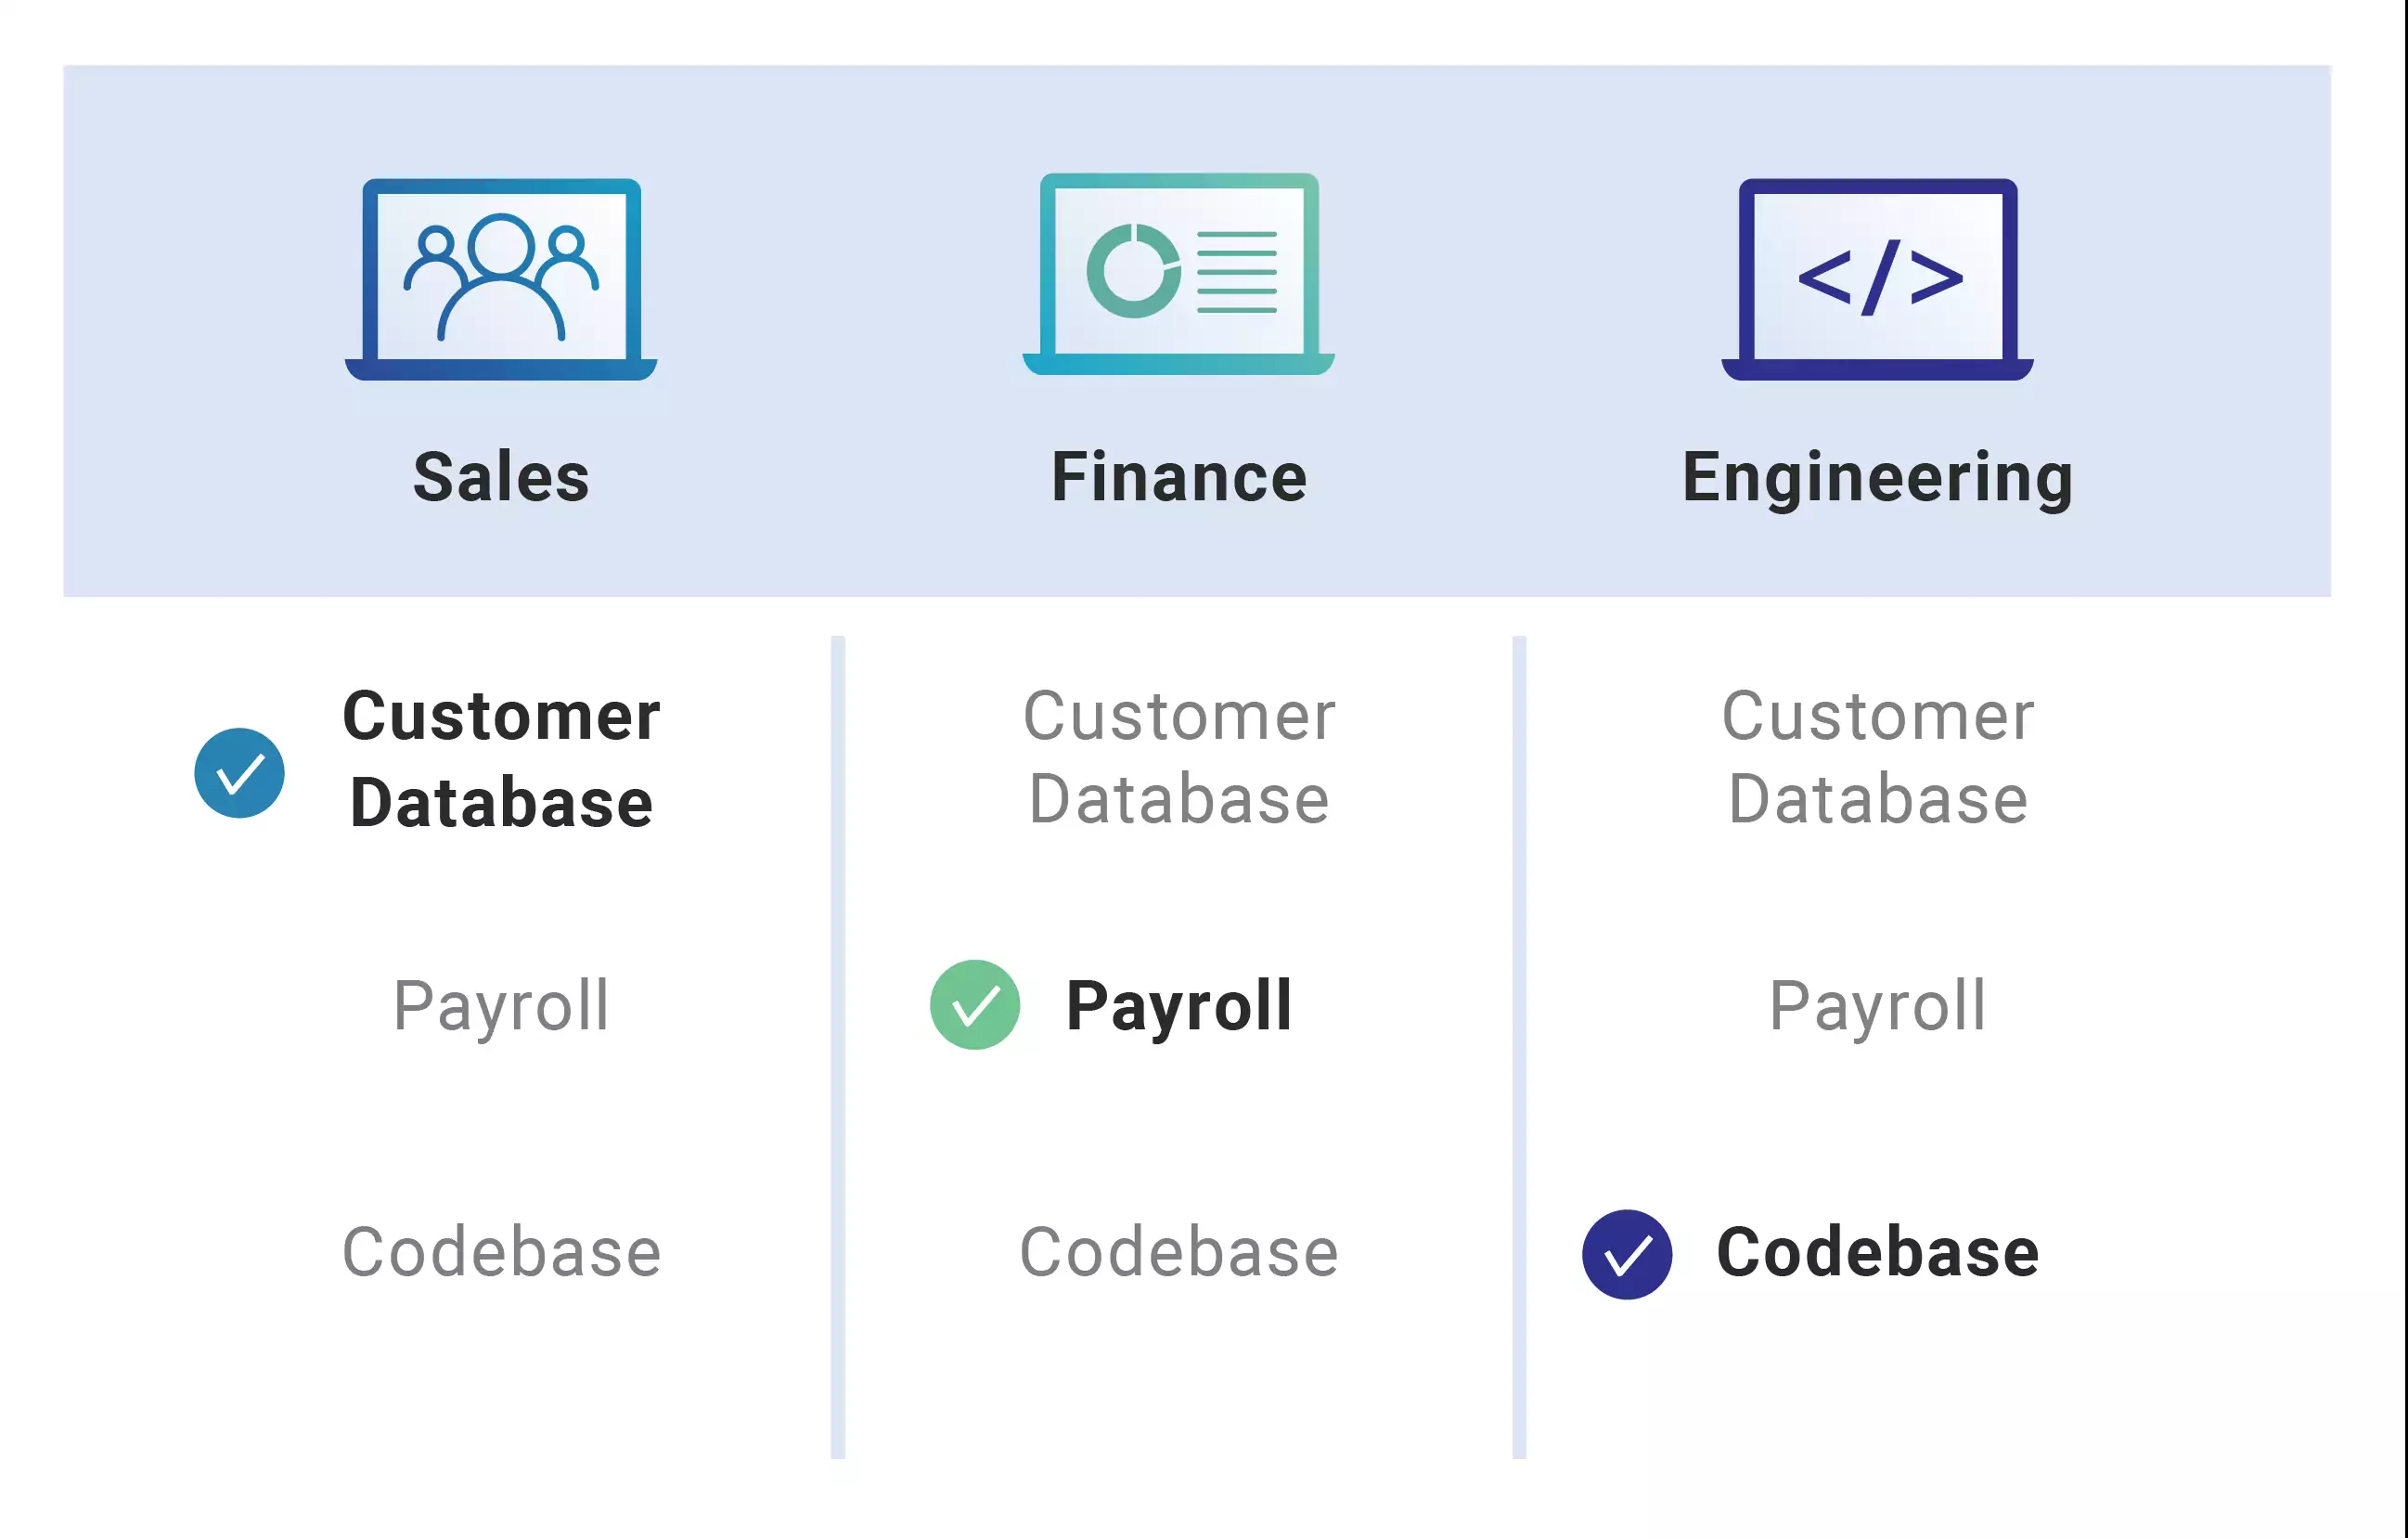 Sales
Finance
Engineering
Customer
Database
Customer
Database
Customer
Database
Payroll
Payroll
Payroll
Codebase
Codebase
Codebase